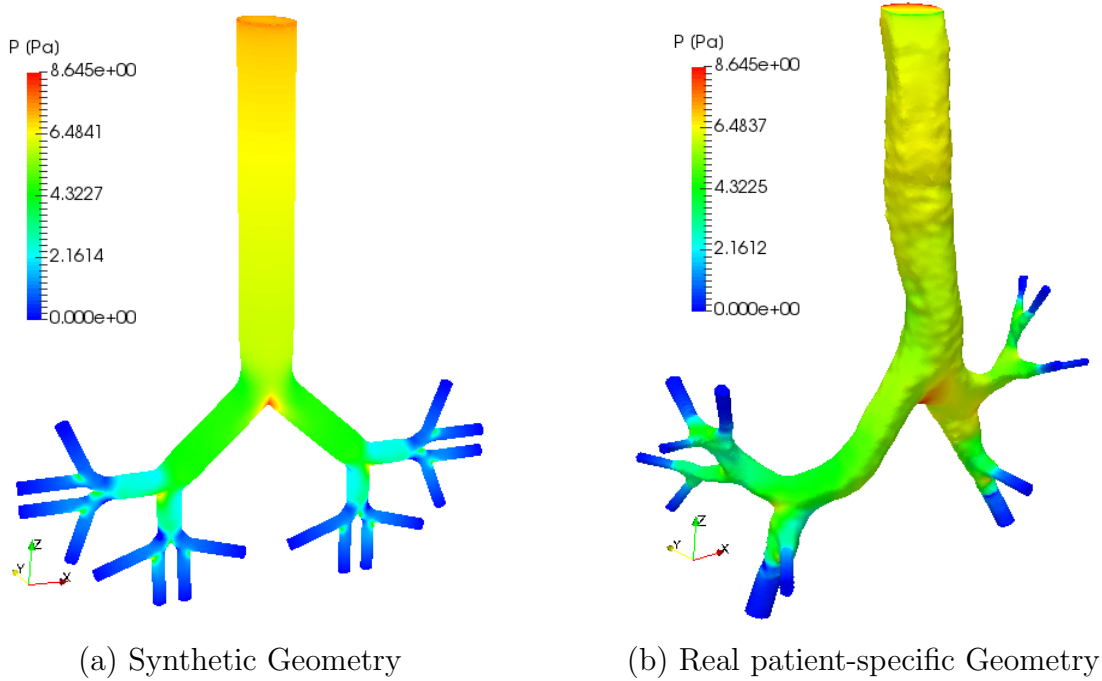 P (Pa)
8.645e+00
6.4841
4.3227
2.1614
0.000e+00
Z
Y
X
(a) Synthetic Geometry
P (Pa)
8.645e+00
6.4837
4.3225
2.1612
0.000e+00
Z
Y
X
(b) Real patient-specific Geometry